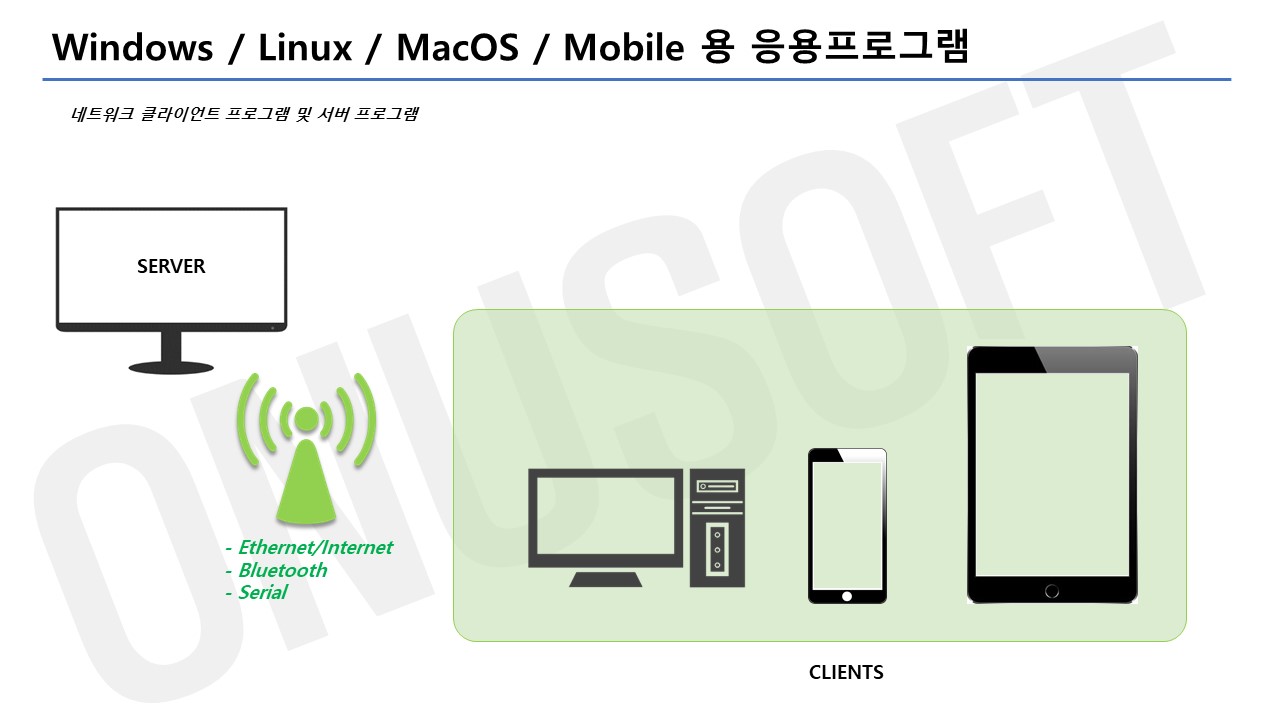 Windows / Linux / MacOS / Mobile 용 응용프로그램
네트워크 클라이언트 프로그램 및 서버 프로그램
SERVER
- Ethernet/Internet
- Bluetooth
- Serial
CLIENTS
ONUSOFT